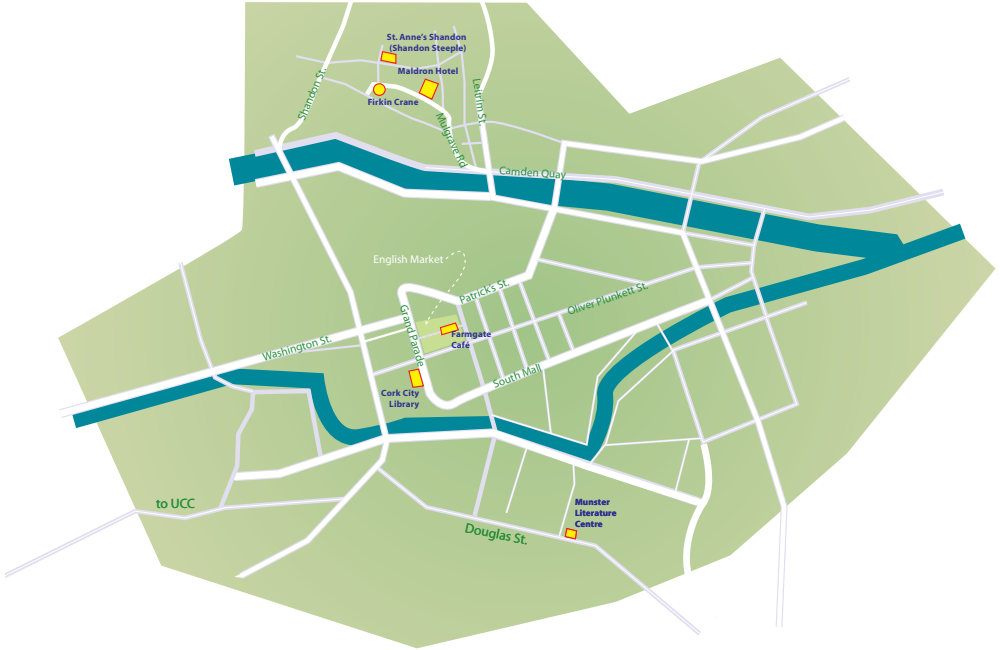 St. Anne's Shandon
(Shandon Steeple)
Maldron Hotel
Firkin Crane
Shandon St.
Leitrim St.
Mulgrave Rd
Camden Quay
English Market
Patrick's St.
Oliver Plunkett St.
Grand Parade
Farmgate
Café
Washington St.
South Mall
Cork City
Library
to UCC
Munster
Literature
Centre
Douglas St.